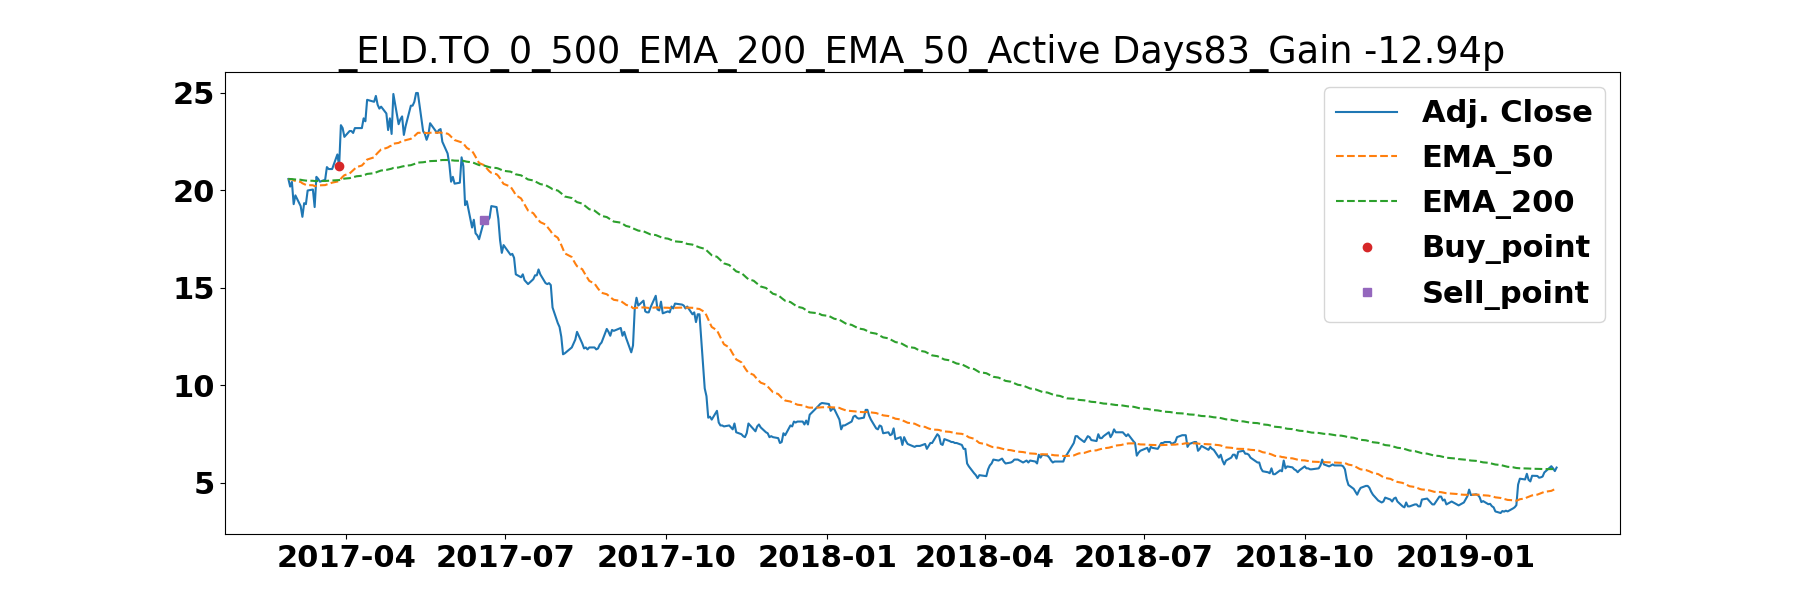 _ELD.TO_0_500_EMA_200_EMA_50_Active Days83_Gain -12.94p
25
20
15
10
5
Adj. Close
EMA_50
EMA_200
Buy_point
Sell_point
2017-04 2017-07 2017-10 2018-01 2018-04 2018-07 2018-10 2019-01